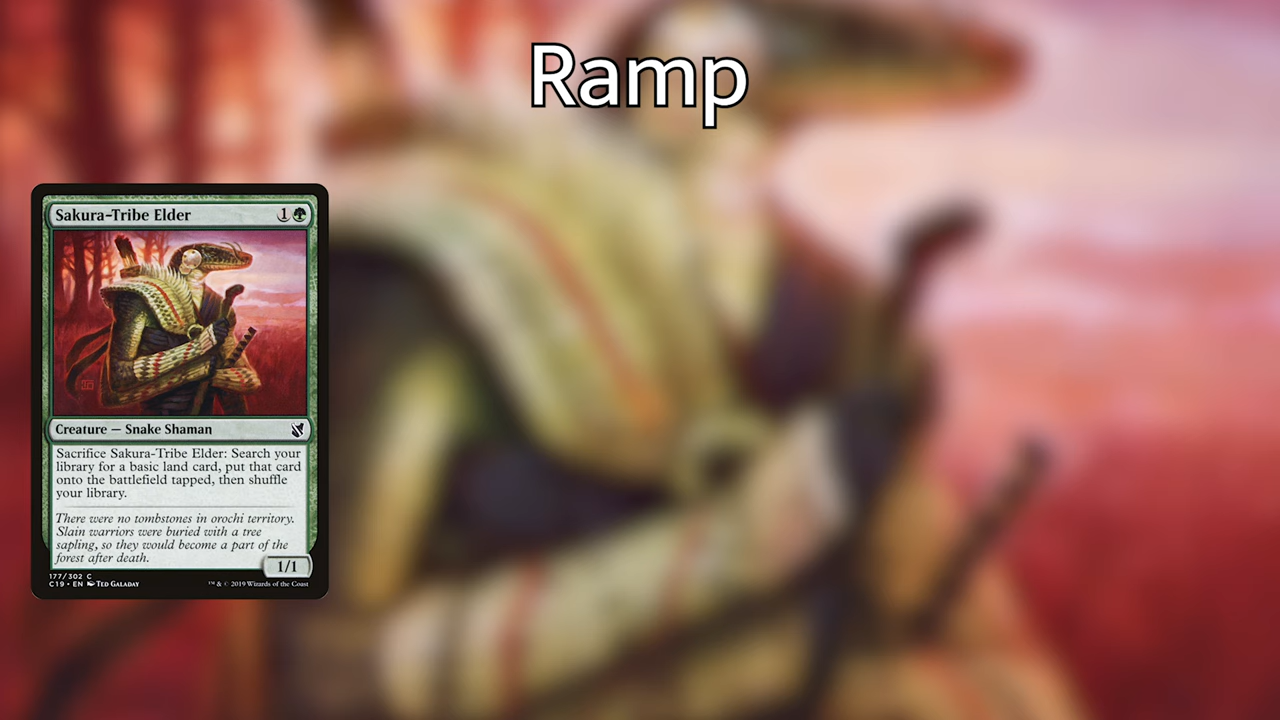 Ramp
Sakura-Tribe Elder 1
Creature — Snake Shaman
Sacrifice Sakura-Tribe Elder: Search your
library for a basic land card, put that card
onto the battlefield tapped, then shuffle
your library.
There were no tombstones in orochi territory.
Slain warriors were buried with a tree
sapling, so they would become a part of the
forest after death.
1/1
177/302 C
C19 • EN Ted Galaday
™ & © 2019 Wizards of the Coast